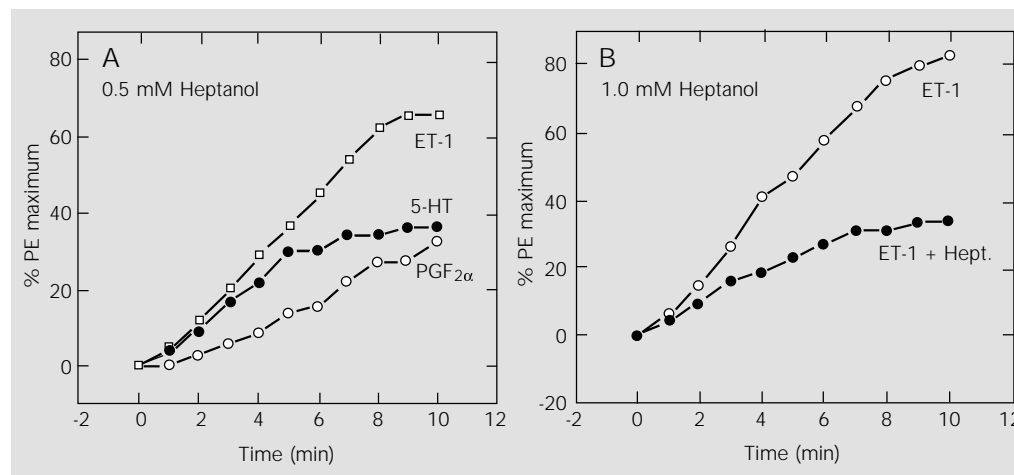 A
0.5 mM Heptanol
80
60
40
20
0
% PE maximum
ET-1
5-HT
PGF2α
-2 0 2 4 6 8 10 12
Time (min)
B
1.0 mM Heptanol
80
60
40
20
0
-20
% PE maximum
ET-1
ET-1 + Hept.
-2 0 2 4 6 8 10 12
Time (min)